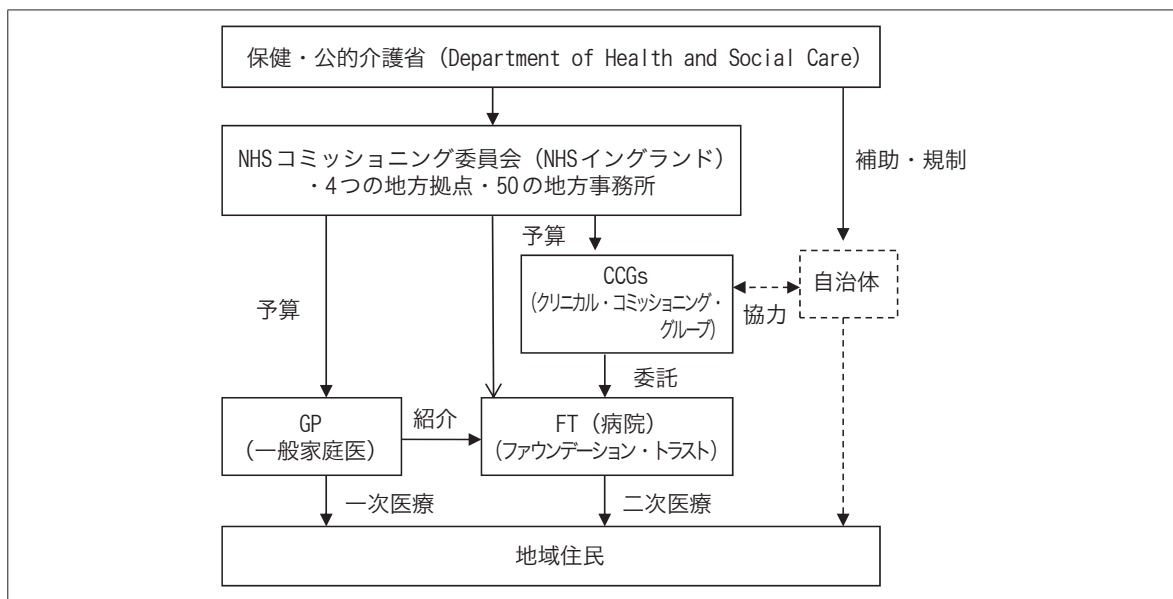 保健・公的介護省 (Department of Health and Social Care)
NHSコミッショニング委員会（NHSイングランド）
・4つの地方拠点・50の地方事務所
補助・規制
予算
CCGs
(クリニカル・コミッショニング・
グループ)
自治体
協力
予算
委託
GP
（一般家庭医）
紹介
FT（病院）
（ファウンデーション・トラスト）
一次医療
二次医療
地域住民